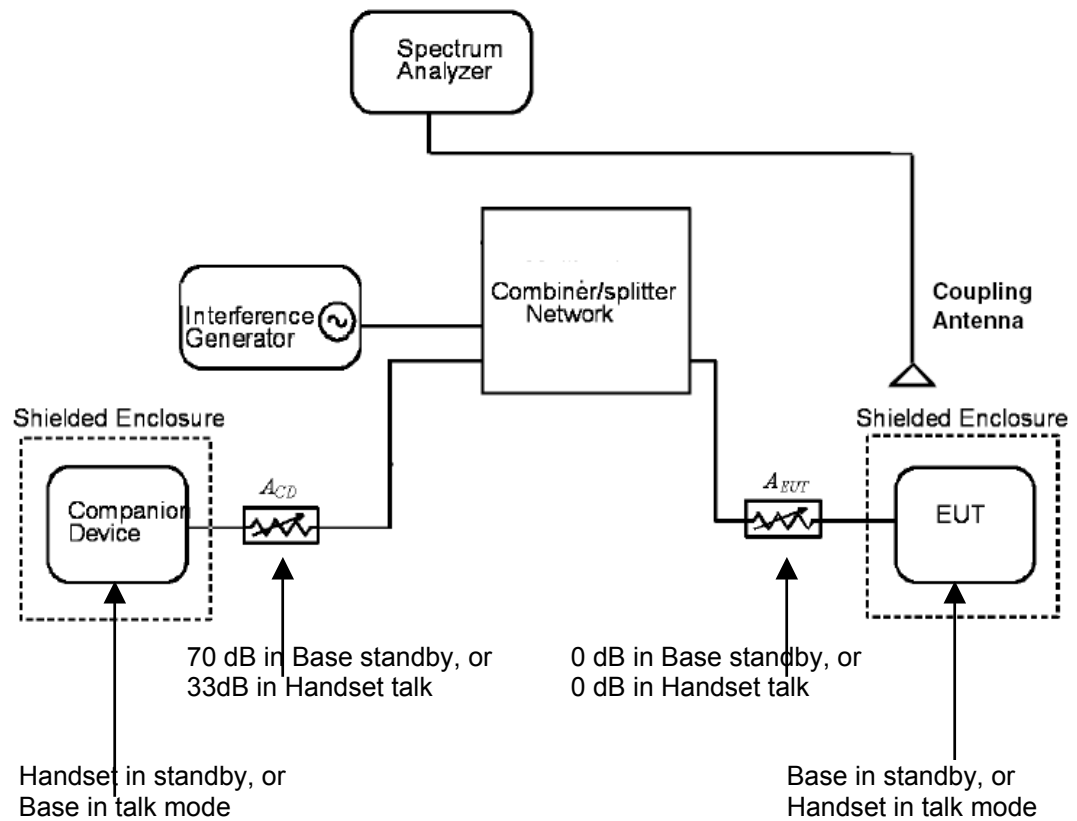 Spectrum
Analyzer
Combiner/splitter
Network
Interference
Generator
Coupling
Antenna
Shielded Enclosure
Shielded Enclosure
Companion
Device
A_CD
A_EUT
EUT
70 dB in Base standby, or
33dB in Handset talk
0 dB in Base standby, or
0 dB in Handset talk
Handset in standby, or
Base in talk mode
Base in standby, or
Handset in talk mode